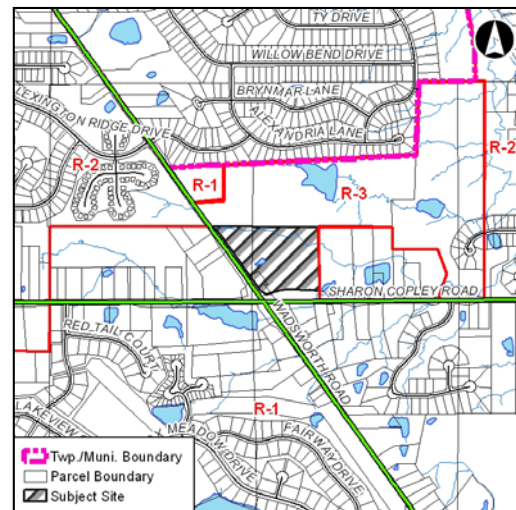 TY DRIVE
WILLOW BEND DRIVE
BRYNMAR LANE
ALEXANDRIA LANE
LEXINGTON RIDGE DRIVE
R-2
R-1
R-3
R-2
SHARON COPLEY ROAD
WADSWORTH ROAD
RED TAIL COURT
R-1
LAKEVIEW
MEADOW DRIVE
FAIRWAY DRIVE
Twp./Muni. Boundary
Parcel Boundary
Subject Site